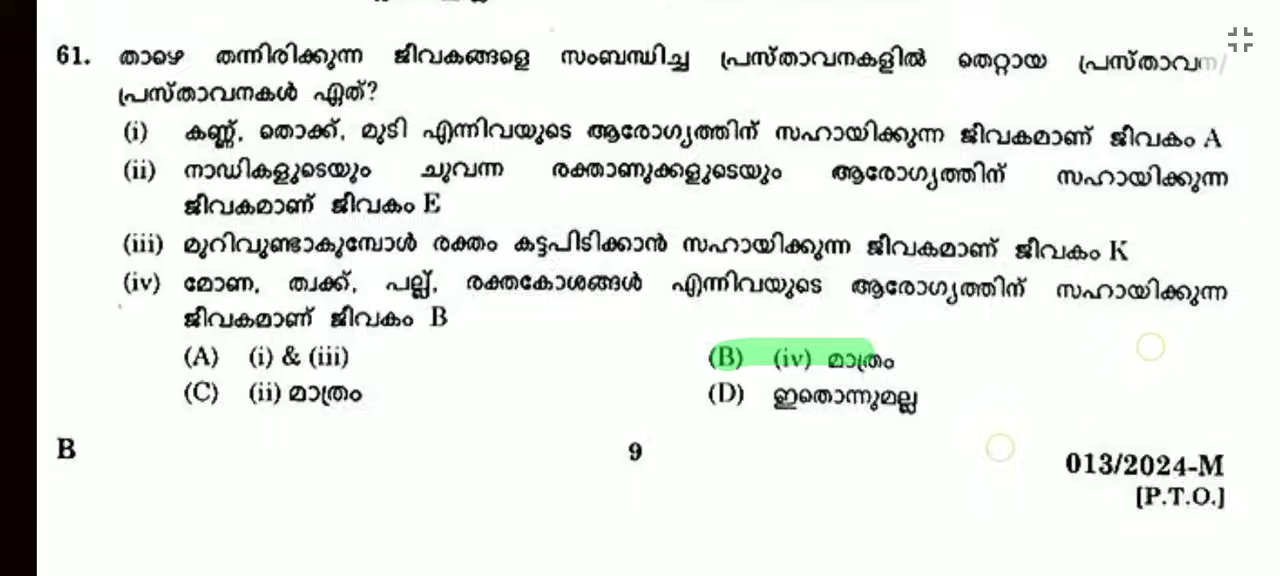 61. താഴെ തന്നിരിക്കുന്ന ജീവകങ്ങളെ സംബന്ധിച്ച പ്രസ്താവനകളിൽ തെറ്റായ പ്രസ്താവന/
പ്രസ്താവനകൾ ഏത്?
(i) കണ്ണ്, തൊക്ക്, മുടി എന്നിവയുടെ ആരോഗ്യത്തിന് സഹായിക്കുന്ന ജീവകമാണ് ജീവകം A
(ii) നാഡികളുടെയും ചുവന്ന രക്താണുക്കളുടെയും ആരോഗ്യത്തിന് സഹായിക്കുന്ന
ജീവകമാണ് ജീവകം E
(iii) മുറിവുണ്ടാകുമ്പോൾ രക്തം കട്ടപിടിക്കാൻ സഹായിക്കുന്ന ജീവകമാണ് ജീവകം K
(iv) മോണ, ത്വക്ക്, പല്ല്, രക്തകോശങ്ങൾ എന്നിവയുടെ ആരോഗ്യത്തിന് സഹായിക്കുന്ന
ജീവകമാണ് ജീവകം B
(A) (i) & (iii) (B) (iv) മാത്രം
(C) (ii) മാത്രം (D) ഇതൊന്നുമല്ല
B 9 013/2024-M
[P.T.O.]